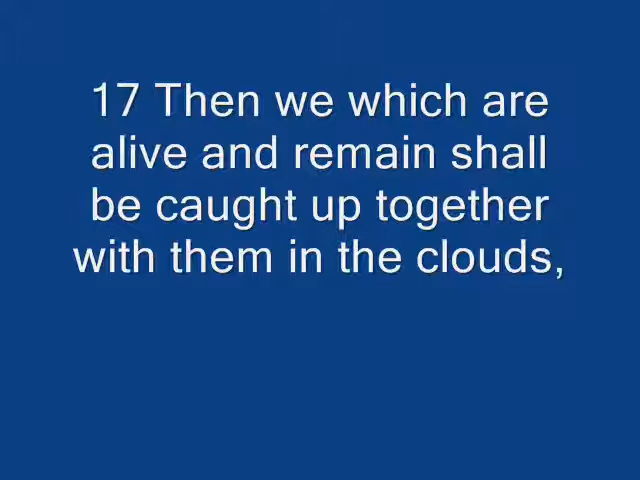 17 Then we which are
alive and remain shall
be caught up together
with them in the clouds,